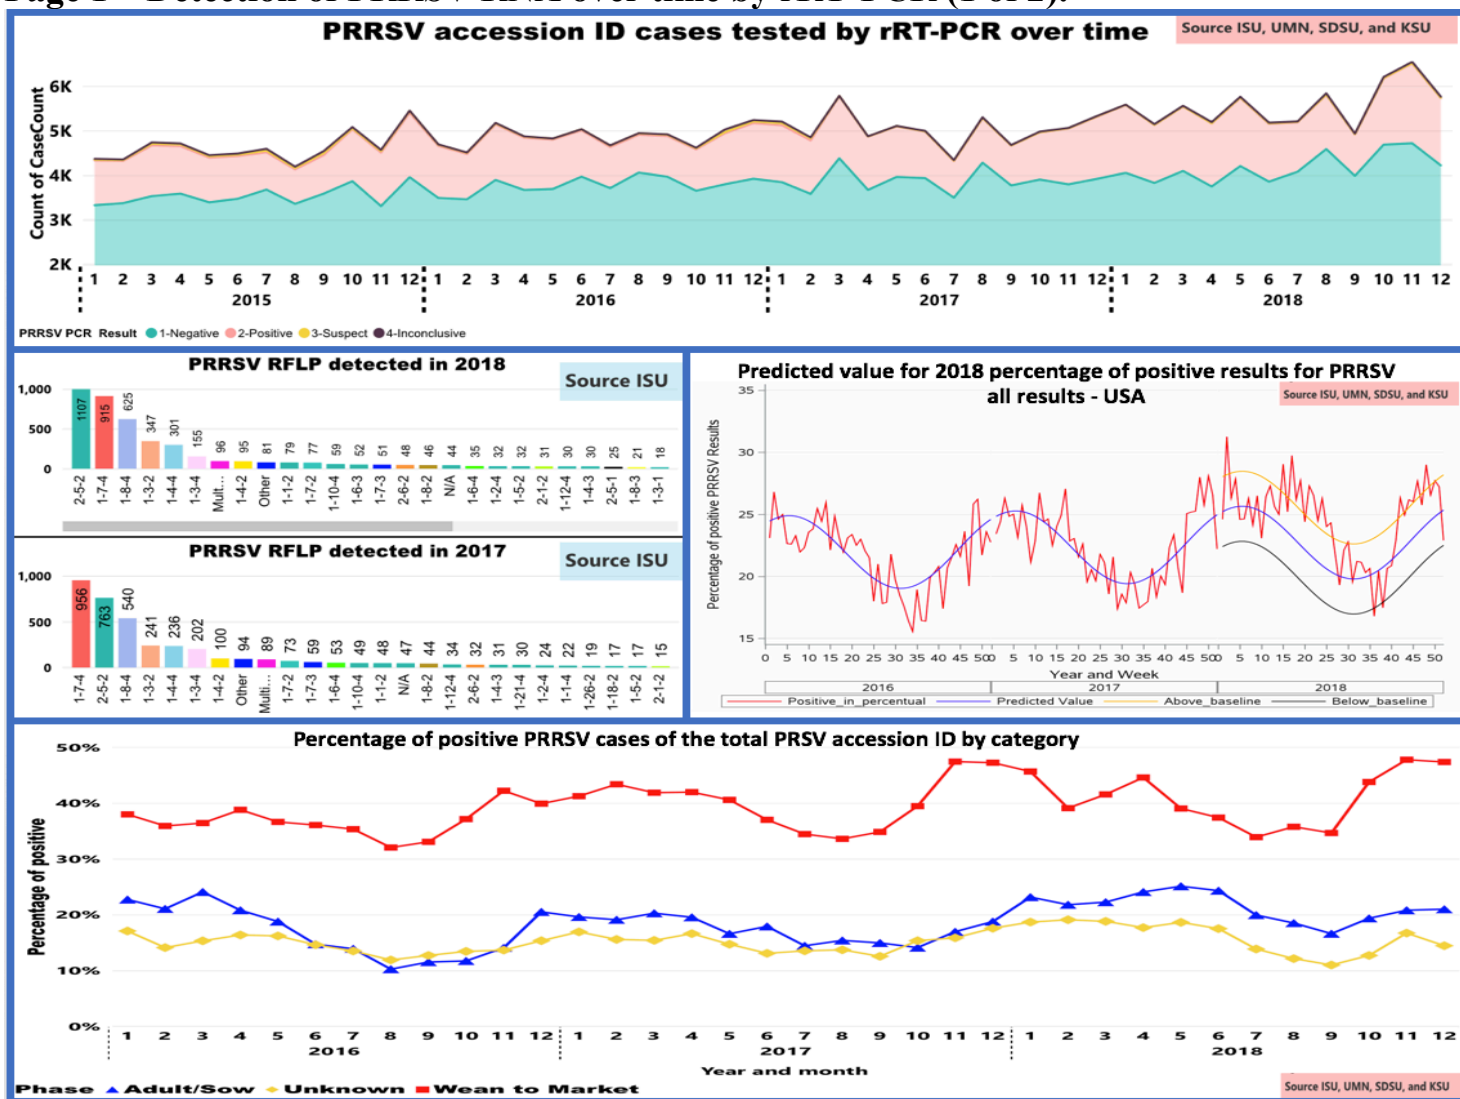 Page 1 – Detection of PRRSV RNA over time by rRT-PCR (1 of 2).
PRRSV accession ID cases tested by rRT-PCR over time
Source ISU, UMN, SDSU, and KSU
Count of CaseCount
6K
5K
4K
3K
2K
1 2 3 4 5 6 7 8 9 10 11 12 1 2 3 4 5 6 7 8 9 10 11 12 1 2 3 4 5 6 7 8 9 10 11 12 1 2 3 4 5 6 7 8 9 10 11 12
2015 2016 2017 2018
PRRSV PCR Result 1-Negative 2-Positive 3-Suspect 4-Inconclusive
PRRSV RFLP detected in 2018
Source ISU
1,000
500
0
1107 915 625 347 301 155 96 95 81 79 77 59 52 51 48 46 44 35 32 32 31 30 30 25 21 18
2-5-2 1-7-4 1-8-4 1-3-2 1-4-4 1-3-4 Mult... 1-4-2 Other 1-1-2 1-7-2 1-10-4 1-6-3 1-7-3 2-6-2 1-8-2 N/A 1-6-4 1-2-4 1-5-2 2-1-2 1-12-4 1-4-3 2-5-1 1-8-3 1-3-1
PRRSV RFLP detected in 2017
Source ISU
1,000
500
0
956 763 540 241 236 202 100 94 89 73 59 53 49 48 47 44 34 32 31 30 24 22 19 17 17 15
1-7-4 2-5-2 1-8-4 1-3-2 1-4-4 1-3-4 1-4-2 Other Multi... 1-7-2 1-7-3 1-6-4 1-10-4 1-1-2 N/A 1-8-2 1-12-4 2-6-2 1-4-3 1-21-4 1-2-4 1-1-4 1-26-2 1-18-2 1-5-2 2-1-2
Predicted value for 2018 percentage of positive results for PRRSV
all results - USA
Source ISU, UMN, SDSU, and KSU
Percentage of positive PRRSV Results
35
30
25
20
15
0 5 10 15 20 25 30 35 40 45 50 0 5 10 15 20 25 30 35 40 45 50 0 5 10 15 20 25 30 35 40 45 50
Year and Week
2016 2017 2018
Positive_in_percentual Predicted Value Above_baseline Below_baseline
Percentage of positive PRRSV cases of the total PRSV accession ID by category
Percentage of positive
50%
40%
30%
20%
10%
0%
1 2 3 4 5 6 7 8 9 10 11 12 1 2 3 4 5 6 7 8 9 10 11 12 1 2 3 4 5 6 7 8 9 10 11 12
2016 2017 2018
Year and month
Phase Adult/Sow Unknown Wean to Market
Source ISU, UMN, SDSU, and KSU